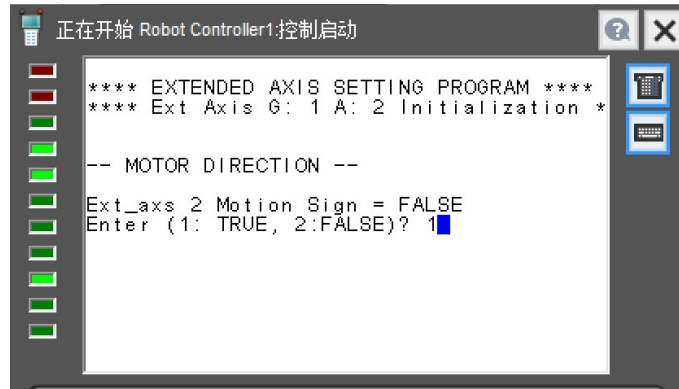 正在开始 Robot Controller1:控制启动
**** EXTENDED AXIS SETTING PROGRAM ****
**** Ext Axis G: 1 A: 2 Initialization *
-- MOTOR DIRECTION --
Ext_axs 2 Motion Sign = FALSE
Enter (1: TRUE, 2:FALSE)? 1